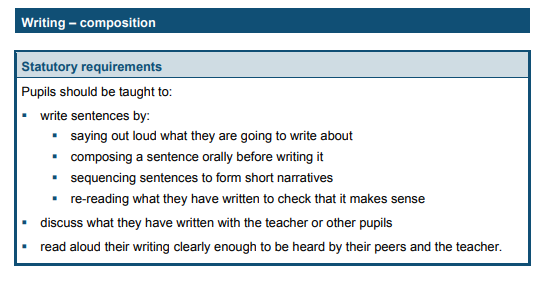 Writing – composition
Statutory requirements
Pupils should be taught to:
▪ write sentences by:
▪ saying out loud what they are going to write about
▪ composing a sentence orally before writing it
▪ sequencing sentences to form short narratives
▪ re-reading what they have written to check that it makes sense
▪ discuss what they have written with the teacher or other pupils
▪ read aloud their writing clearly enough to be heard by their peers and the teacher.